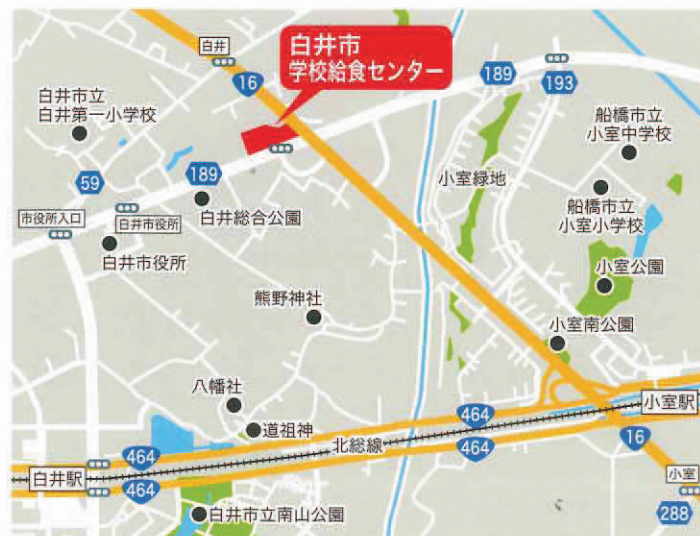 白井
16
白井市
学校給食センター
189
193
白井市立
白井第一小学校
船橋市立
小室中学校
59
189
小室緑地
船橋市立
小室小学校
市役所入口
白井市役所
白井総合公園
白井市役所
小室公園
熊野神社
小室南公園
八幡社
道祖神
464
小室駅
464
北総線
464
16
白井駅
464
小室
白井市立南山公園
288